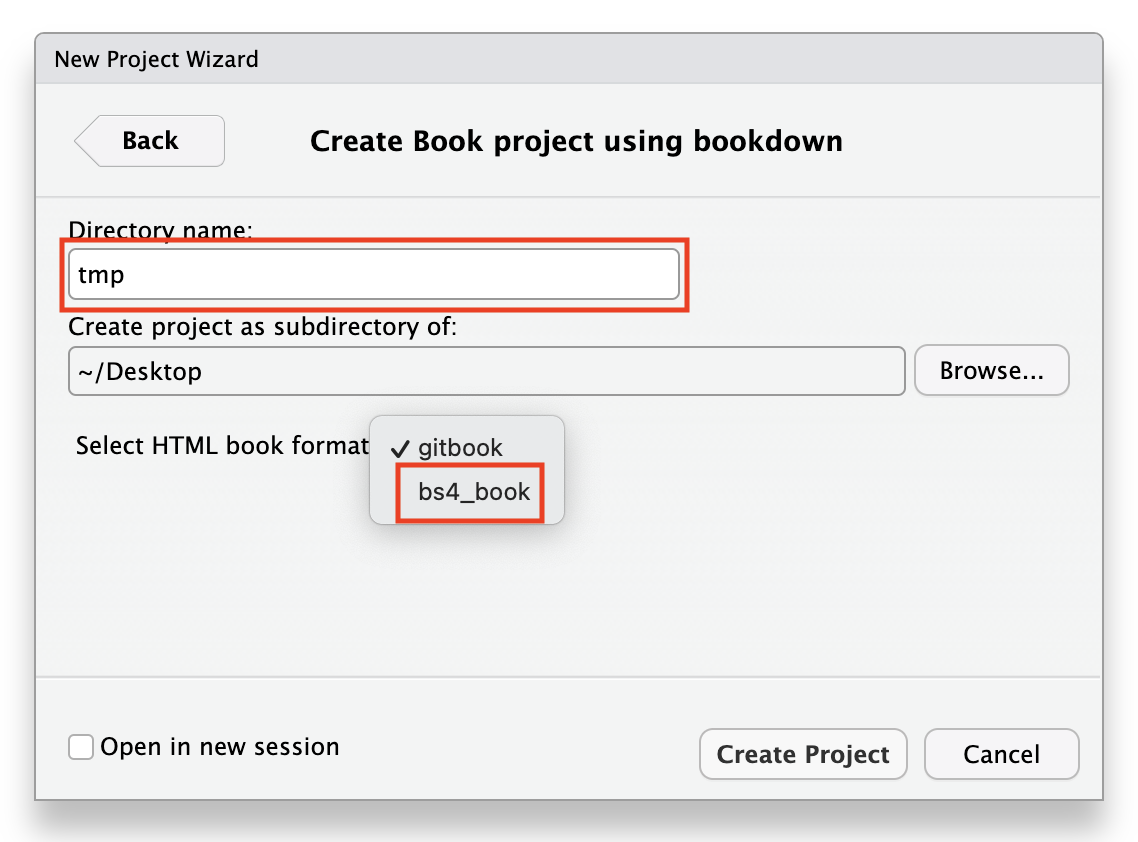 New Project Wizard
Back
Create Book project using bookdown
Directory name:
tmp
Create project as subdirectory of:
~/Desktop
Browse...
Select HTML book format
✓ gitbook
bs4_book
Open in new session
Create Project
Cancel